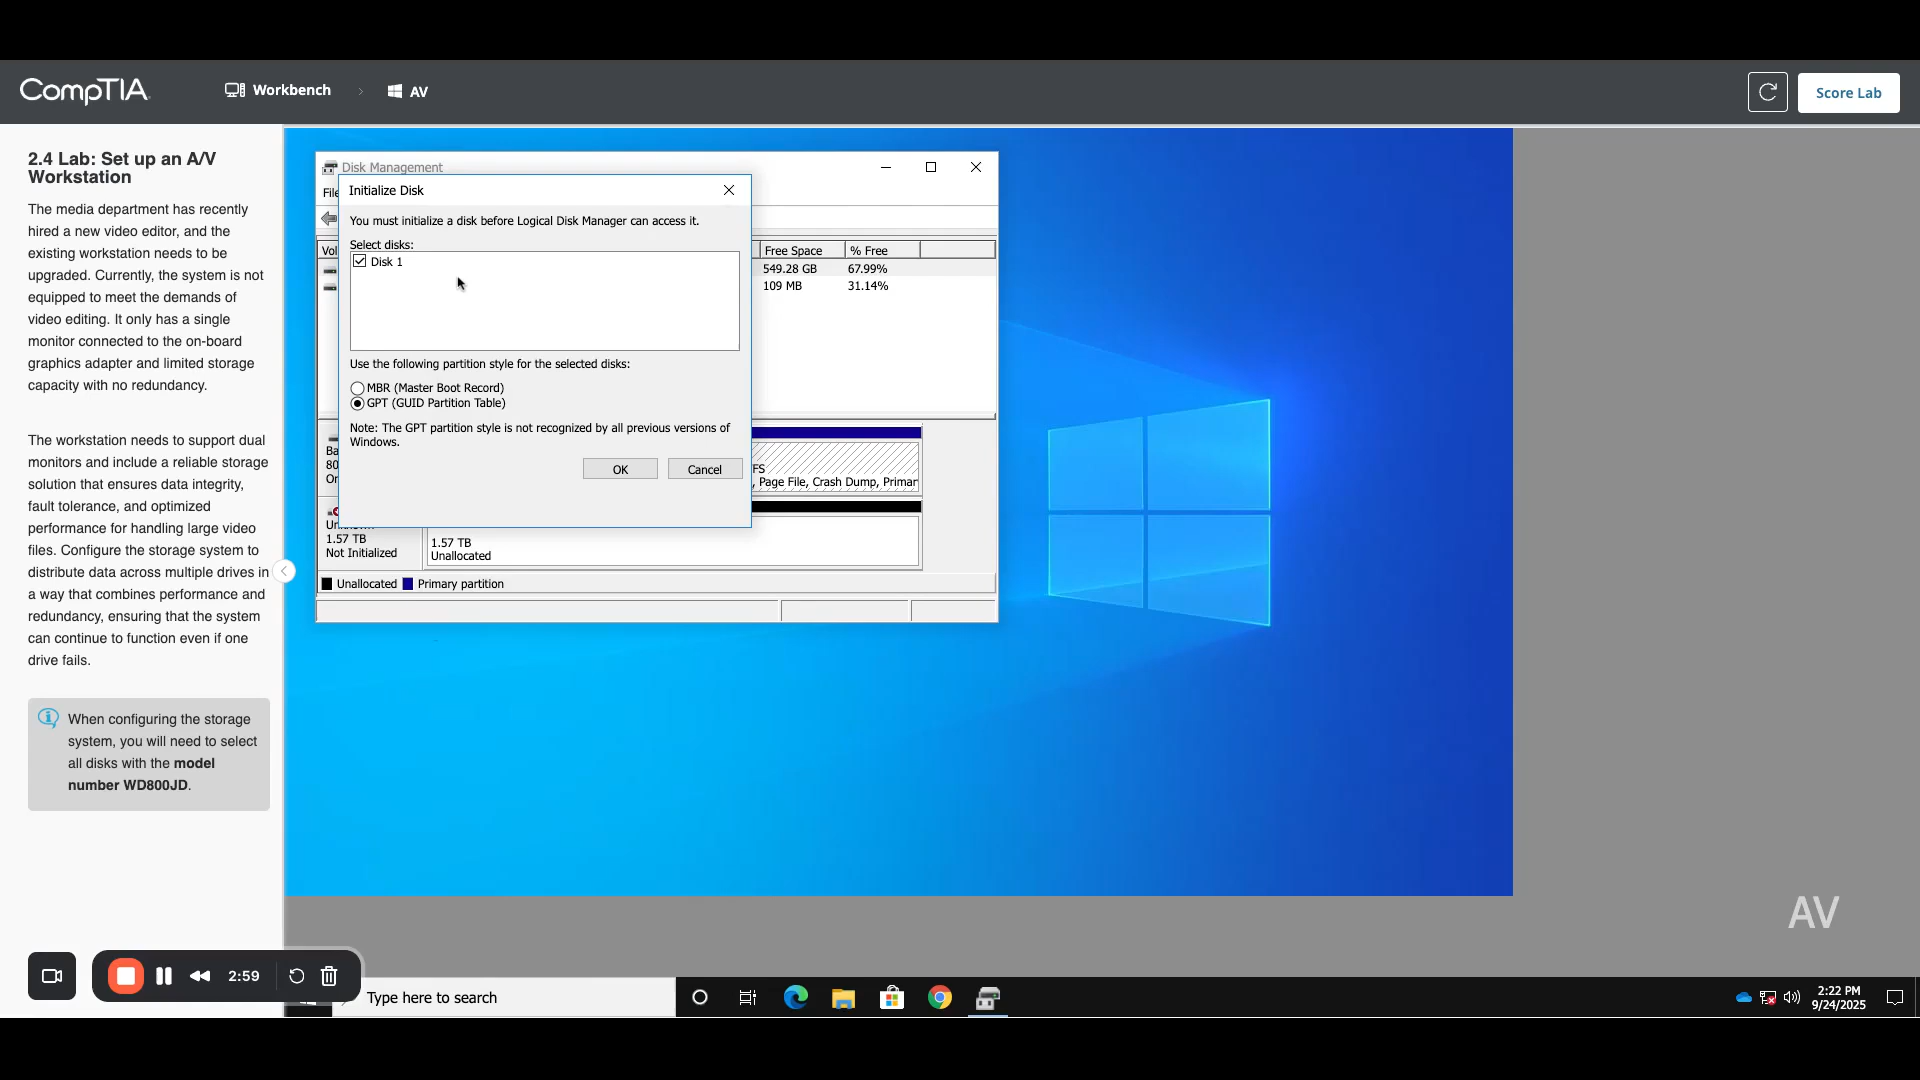 CompTIA
Workbench
AV
Score Lab
2.4 Lab: Set up an A/V
Workstation
The media department has recently
hired a new video editor, and the
existing workstation needs to be
upgraded. Currently, the system is not
equipped to meet the demands of
video editing. It only has a single
monitor connected to the on-board
graphics adapter and limited storage
capacity with no redundancy.
The workstation needs to support dual
monitors and include a reliable storage
solution that ensures data integrity,
fault tolerance, and optimized
performance for handling large video
files. Configure the storage system to
distribute data across multiple drives in
a way that combines performance and
redundancy, ensuring that the system
can continue to function even if one
drive fails.
When configuring the storage
system, you will need to select
all disks with the model
number WD800JD.
Disk Management
File
Initialize Disk
You must initialize a disk before Logical Disk Manager can access it.
Select disks:
Disk 1
Use the following partition style for the selected disks:
MBR (Master Boot Record)
GPT (GUID Partition Table)
Note: The GPT partition style is not recognized by all previous versions of
Windows.
OK
Cancel
Vol
Free Space
% Free
549.28 GB
67.99%
109 MB
31.14%
Ba
80
On
FS
, Page File, Crash Dump, Primar
1.57 TB
Not Initialized
1.57 TB
Unallocated
Unallocated
Primary partition
AV
2:59
Type here to search
2:22 PM
9/24/2025